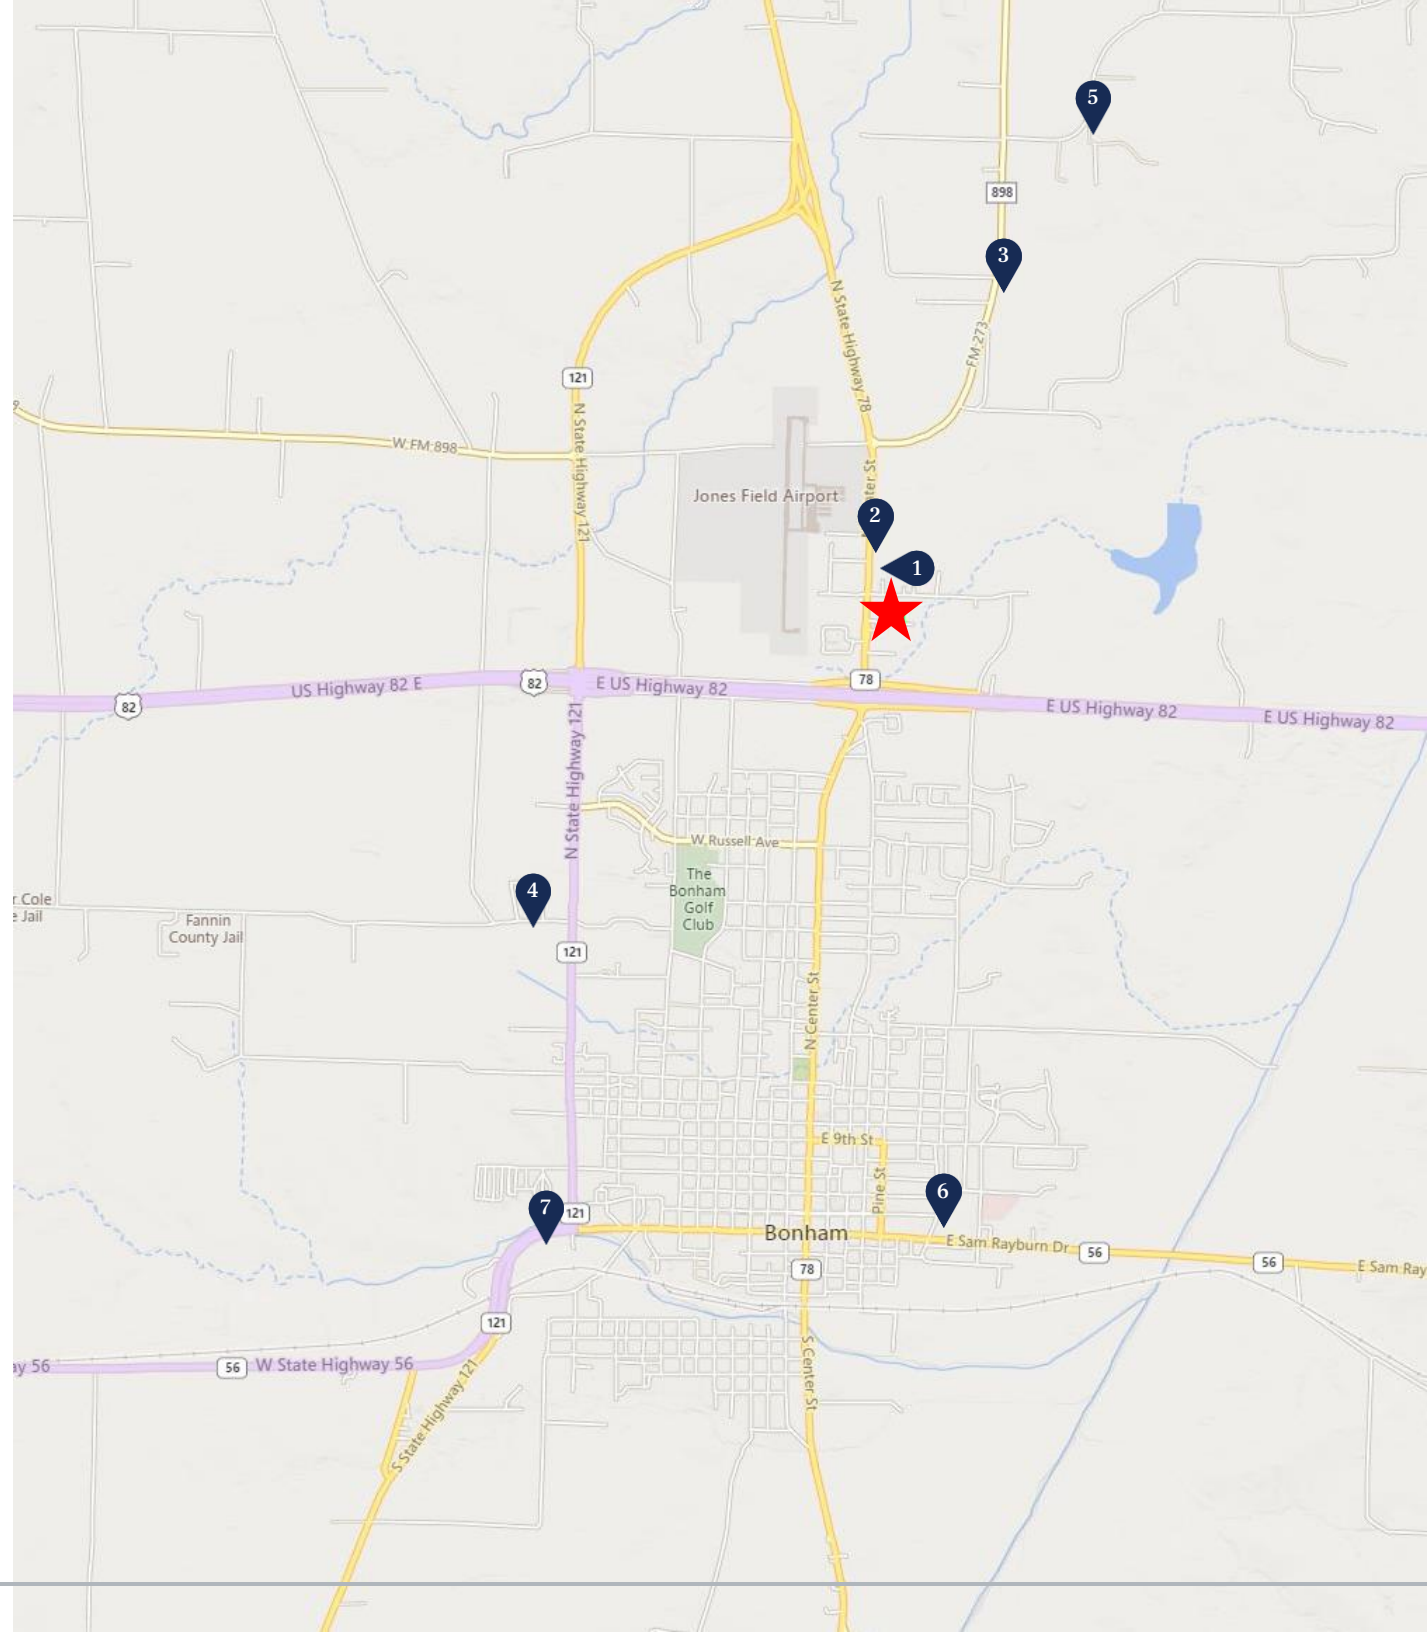 5
898
3
N State Highway 78
FM 273
121
N State Highway 121
W FM 898
Jones Field Airport
2
1
78
US Highway 82 E
82
E US Highway 82
82
E US Highway 82
E US Highway 82
N State Highway 121
W Russell Ave
The
Bonham
Golf
Club
4
Cole
Jail
Fannin
County Jail
121
N Center St
E 9th St
Pine St
6
7
121
Bonham
E Sam Rayburn Dr
56
56
E Sam Ray
78
121
56
W State Highway 56
56
S State Highway 121
S Center St